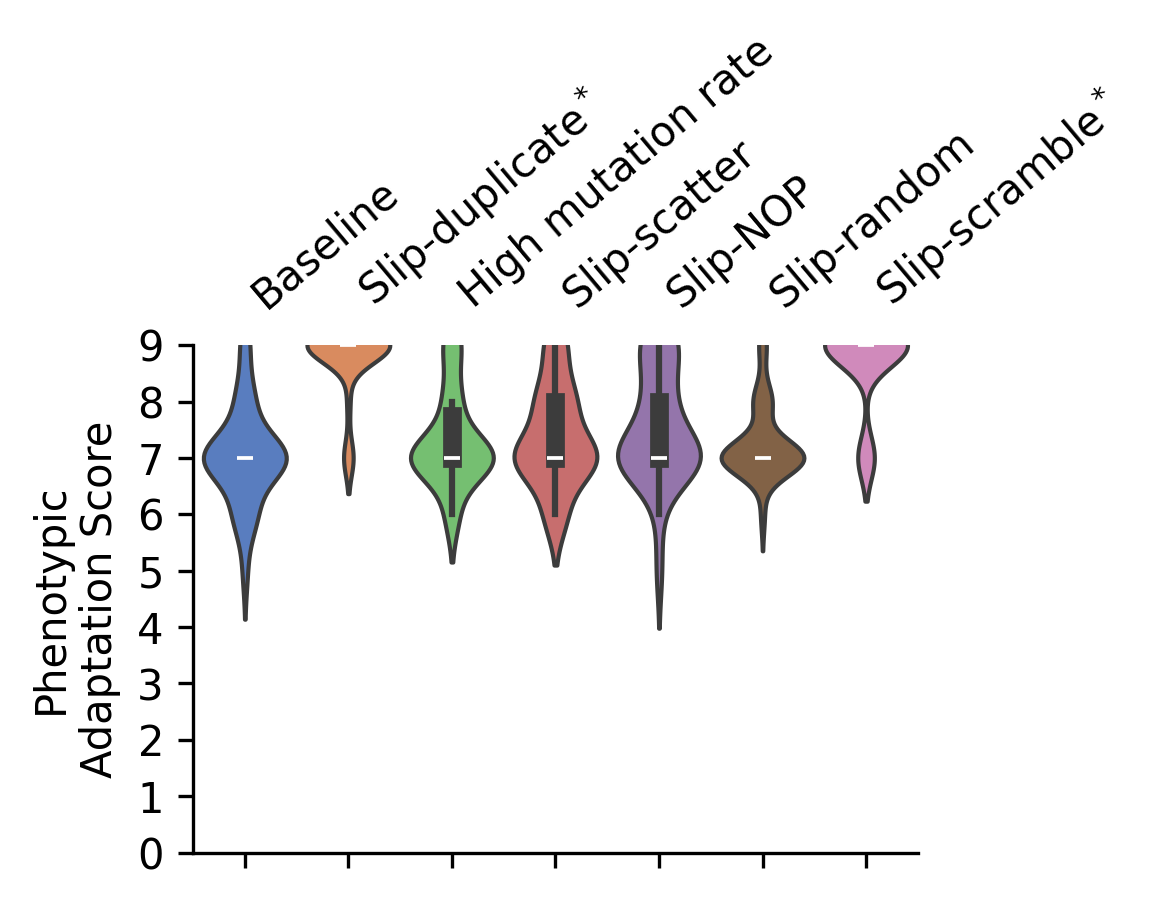 Baseline
Slip-duplicate*
High mutation rate
Slip-scatter
Slip-NOP
Slip-random
Slip-scramble*
Phenotypic
Adaptation Score
9
8
7
6
5
4
3
2
1
0